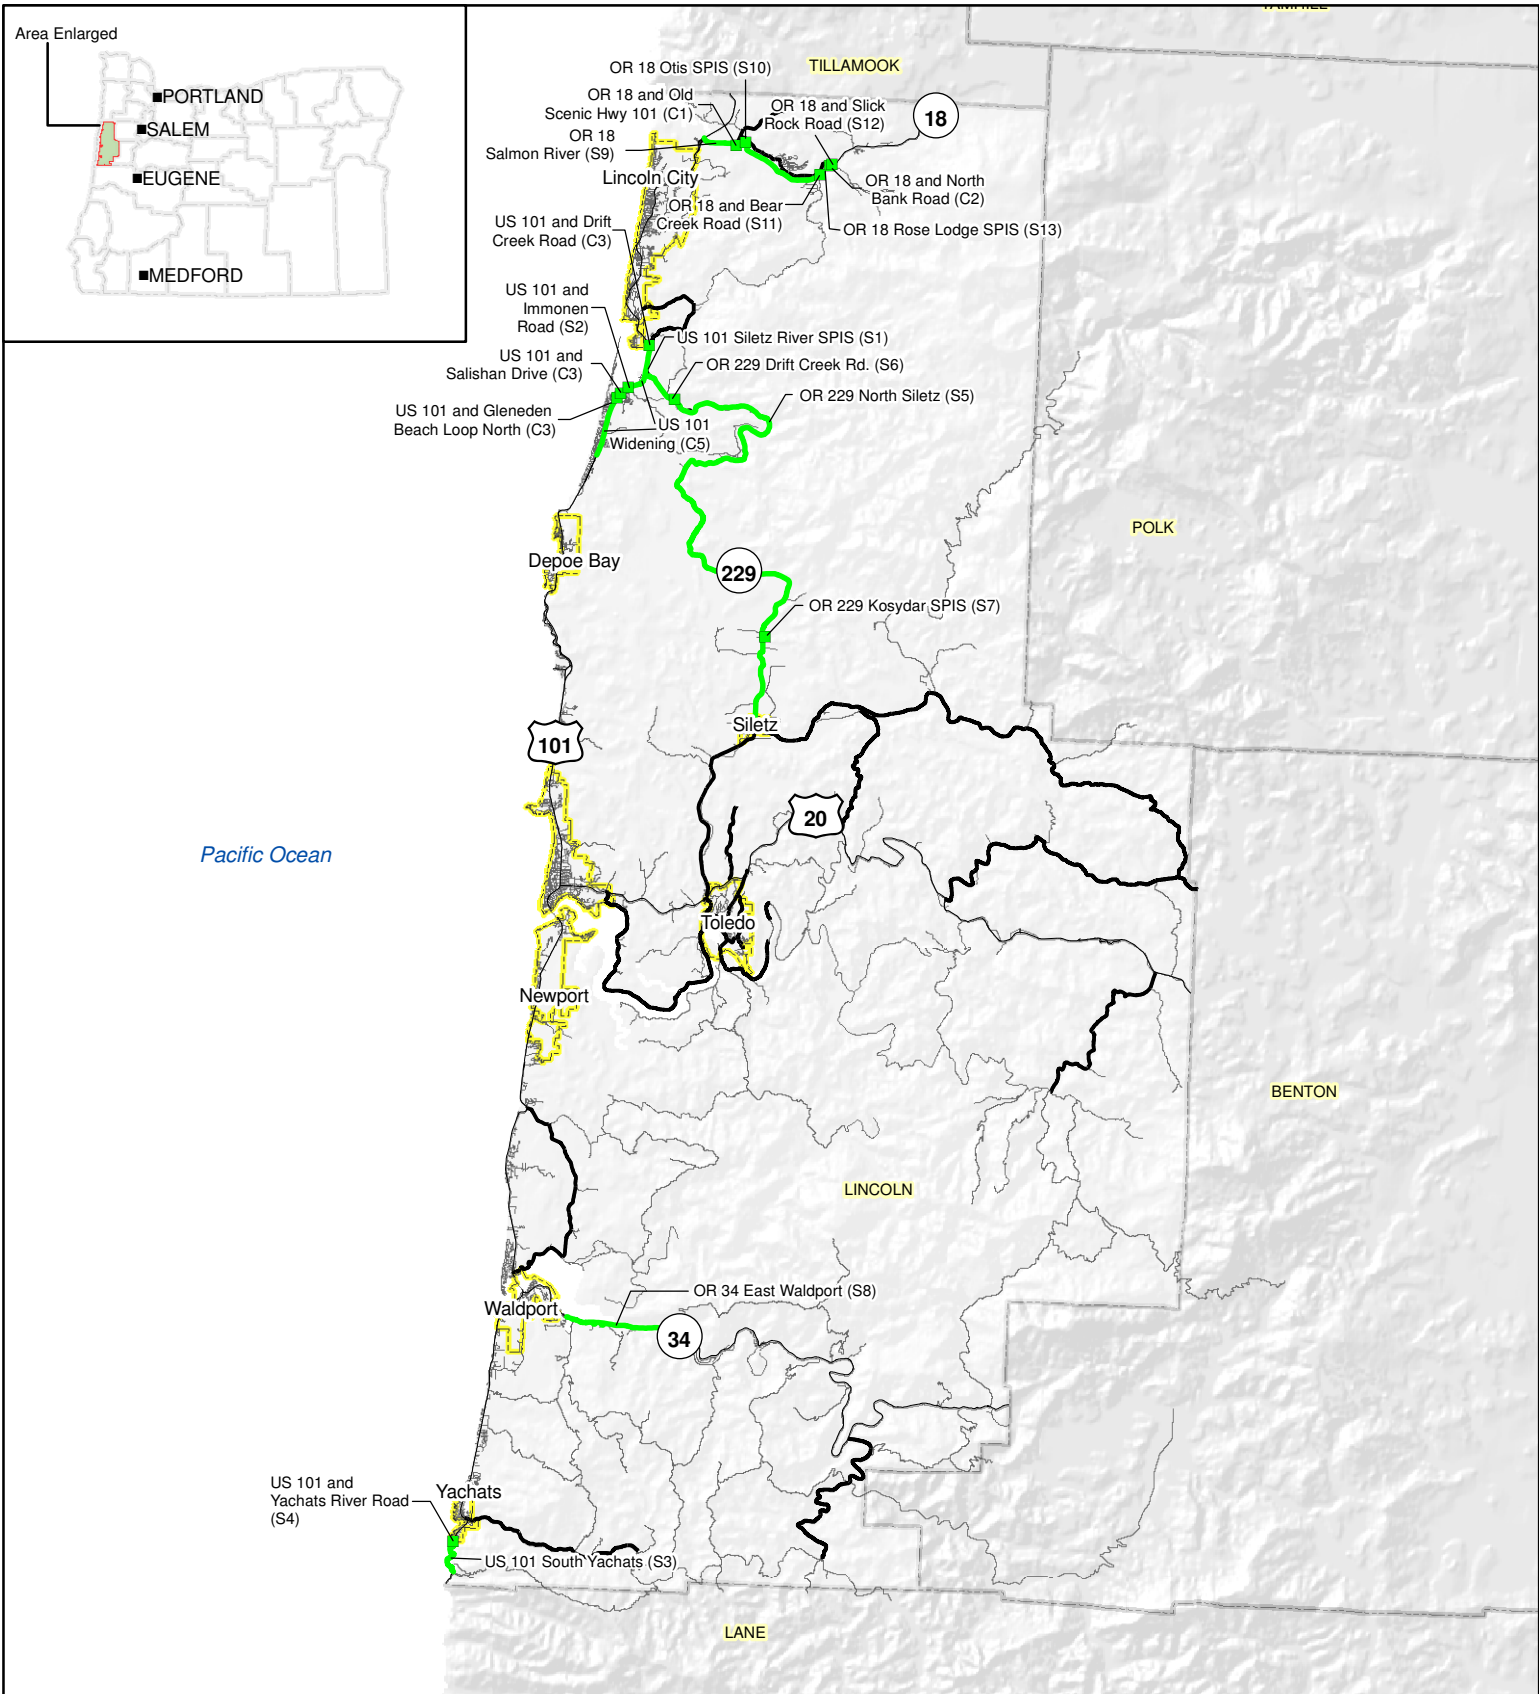 YAMHILL
Area Enlarged
PORTLAND
SALEM
EUGENE
MEDFORD
TILLAMOOK
OR 18 Otis SPIS (S10)
OR 18 and Old
Scenic Hwy 101 (C1)
OR 18 and Slick
Rock Road (S12)
18
OR 18
Salmon River (S9)
Lincoln City
OR 18 and North
Bank Road (C2)
OR 18 and Bear
Creek Road (S11)
OR 18 Rose Lodge SPIS (S13)
US 101 and Drift
Creek Road (C3)
US 101 and
Immonen
Road (S2)
US 101 Siletz River SPIS (S1)
US 101 and
Salishan Drive (C3)
OR 229 Drift Creek Rd. (S6)
OR 229 North Siletz (S5)
US 101 and Gleneden
Beach Loop North (C3)
US 101
Widening (C5)
POLK
Depoe Bay
229
OR 229 Kosydar SPIS (S7)
Siletz
101
20
Pacific Ocean
Toledo
Newport
BENTON
LINCOLN
OR 34 East Waldport (S8)
Waldport
34
US 101 and
Yachats River Road
(S4)
Yachats
US 101 South Yachats (S3)
LANE